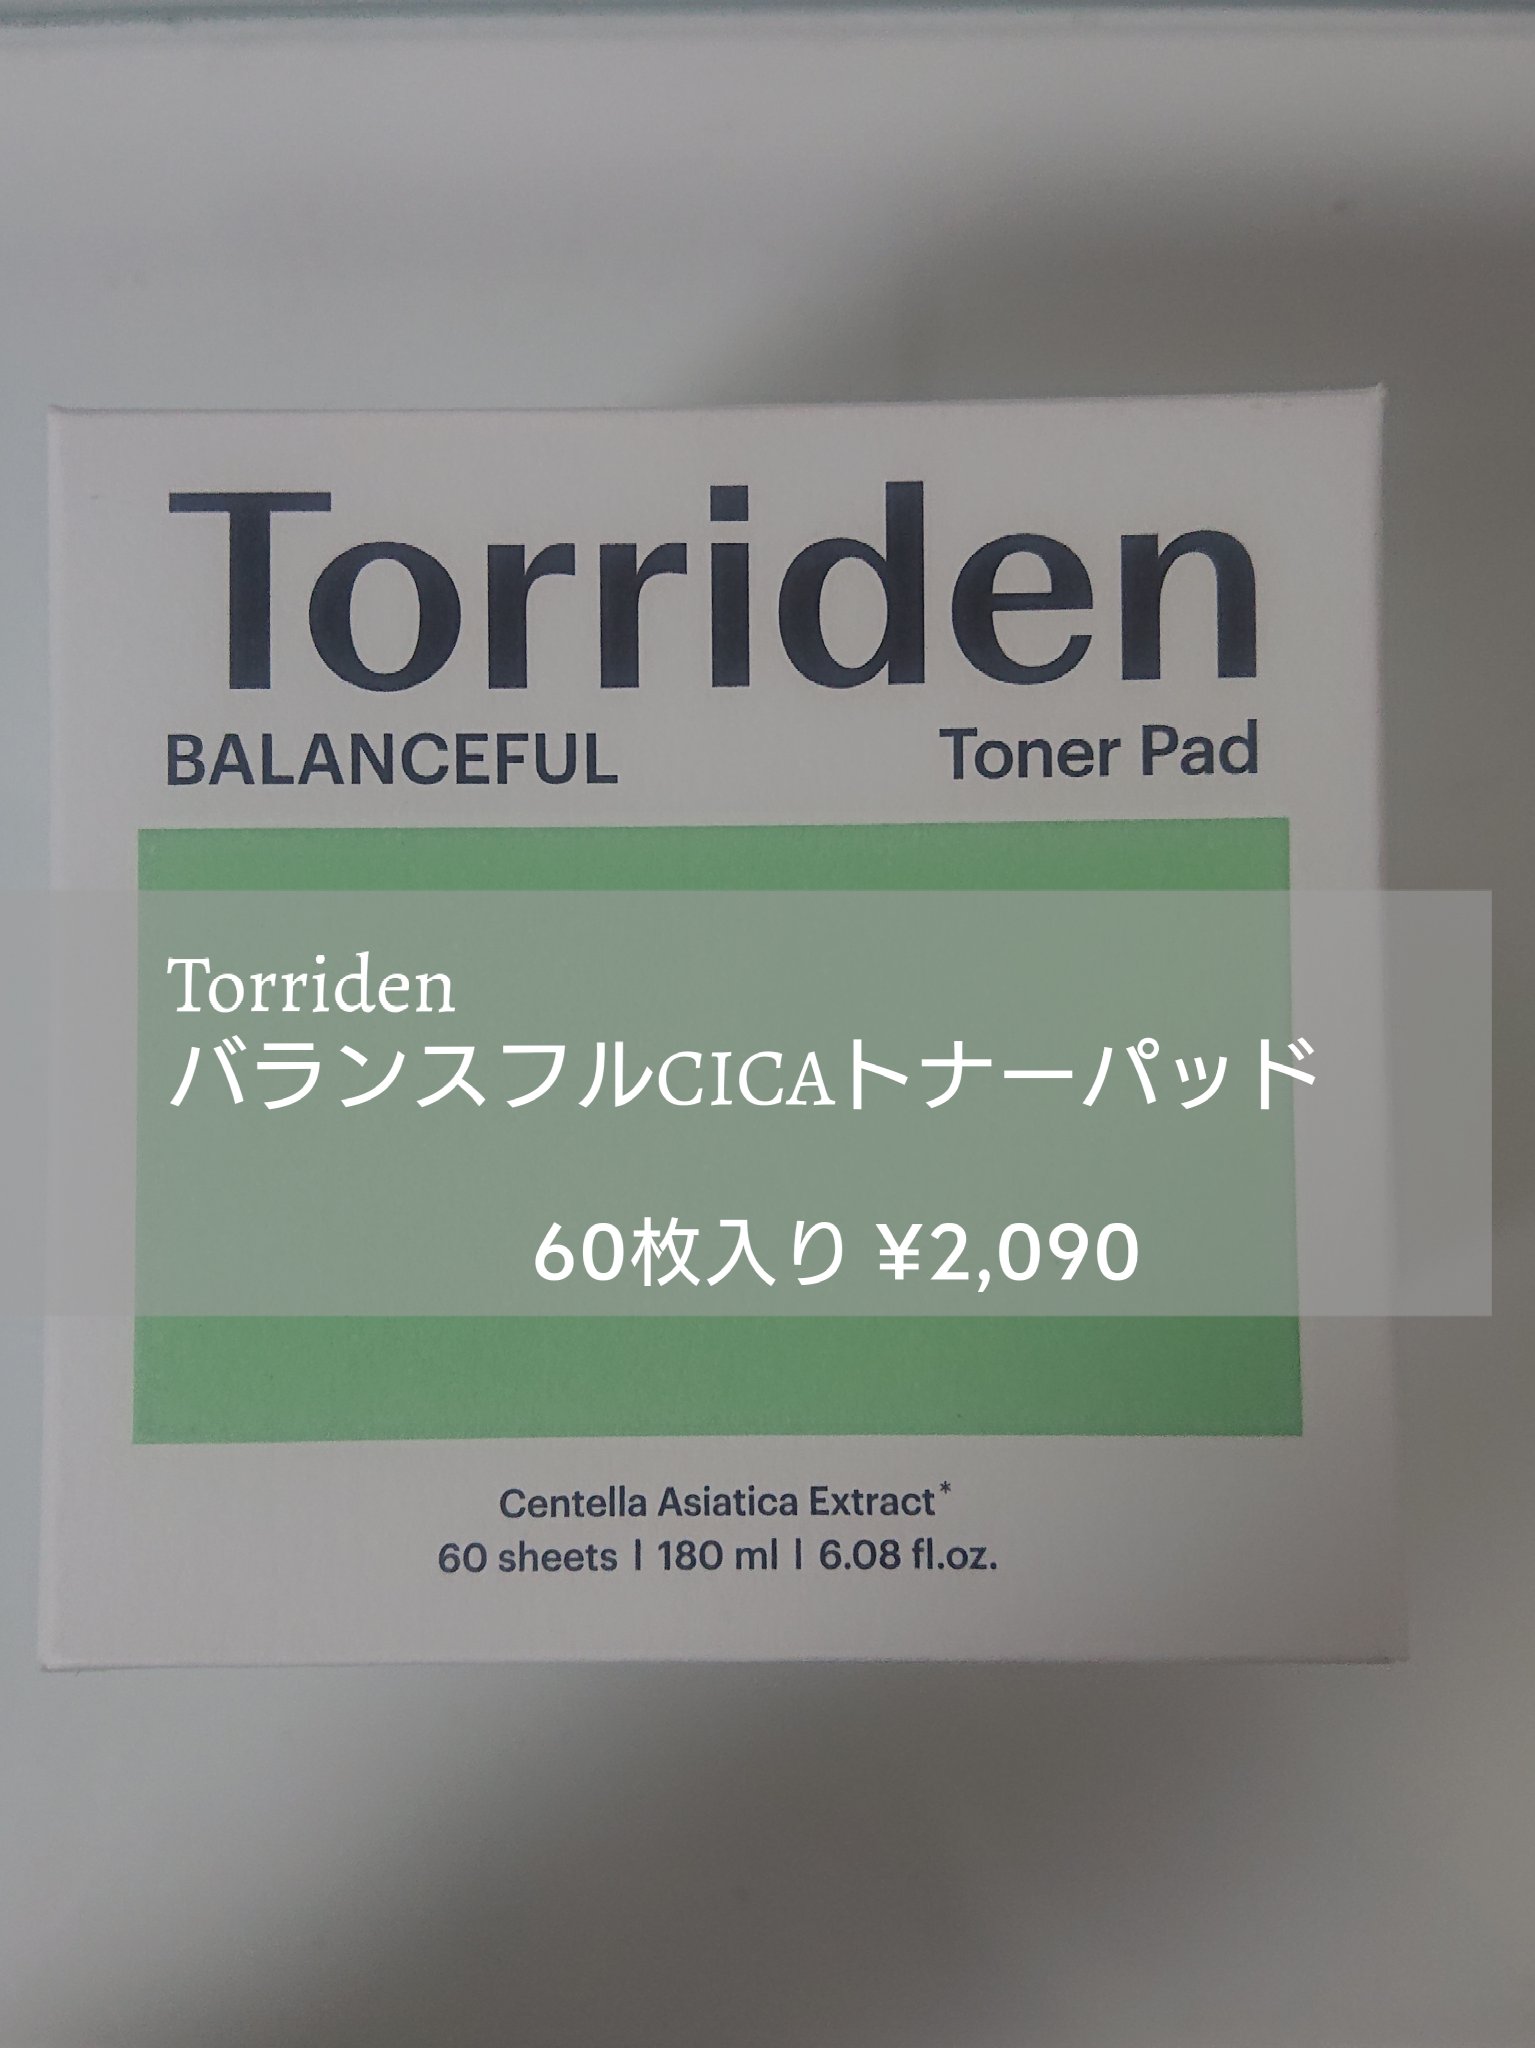 Torriden
BALANCEFUL Toner Pad
Torriden
バランスフルCICAトナーパッド
60枚入り ¥2,090
Centella Asiatica Extract*
60 sheets | 180 ml | 6.08 fl.oz.